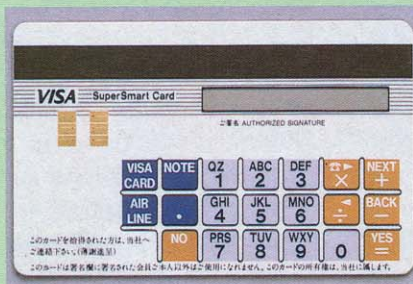 VISA SuperSmart Card
ご署名 AUTHORIZED SIGNATURE
VISA CARD NOTE QZ 1 ABC 2 DEF 3 ☎► × NEXT +
AIR LINE · GHI 4 JKL 5 MNO 6 ◄ ÷ BACK −
NO PRS 7 TUV 8 WXY 9 0 YES =
このカードを拾得された方は、当社へ
ご連絡下さい。(薄謝進呈)
このカードは署名欄に署名された会員ご本人以外はご使用になれません。このカードの所有権は、当社に属します。